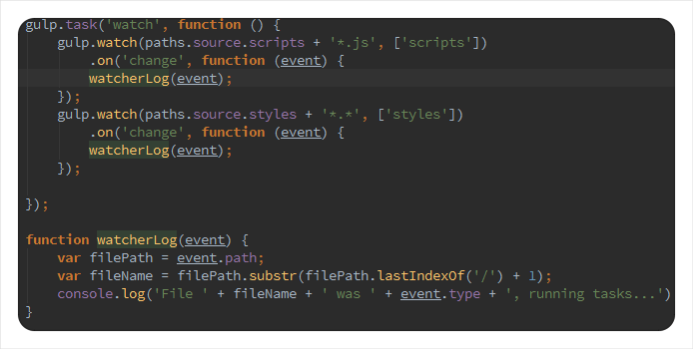 gulp.task('watch', function () {
    gulp.watch(paths.source.scripts + '*.js', ['scripts'])
        .on('change', function (event) {
        watcherLog(event);
    });
    gulp.watch(paths.source.styles + '*.*', ['styles'])
        .on('change', function (event) {
        watcherLog(event);
    });

});

function watcherLog(event) {
    var filePath = event.path;
    var fileName = filePath.substr(filePath.lastIndexOf('/') + 1);
    console.log('File ' + fileName + ' was ' + event.type + ', running tasks...')
}